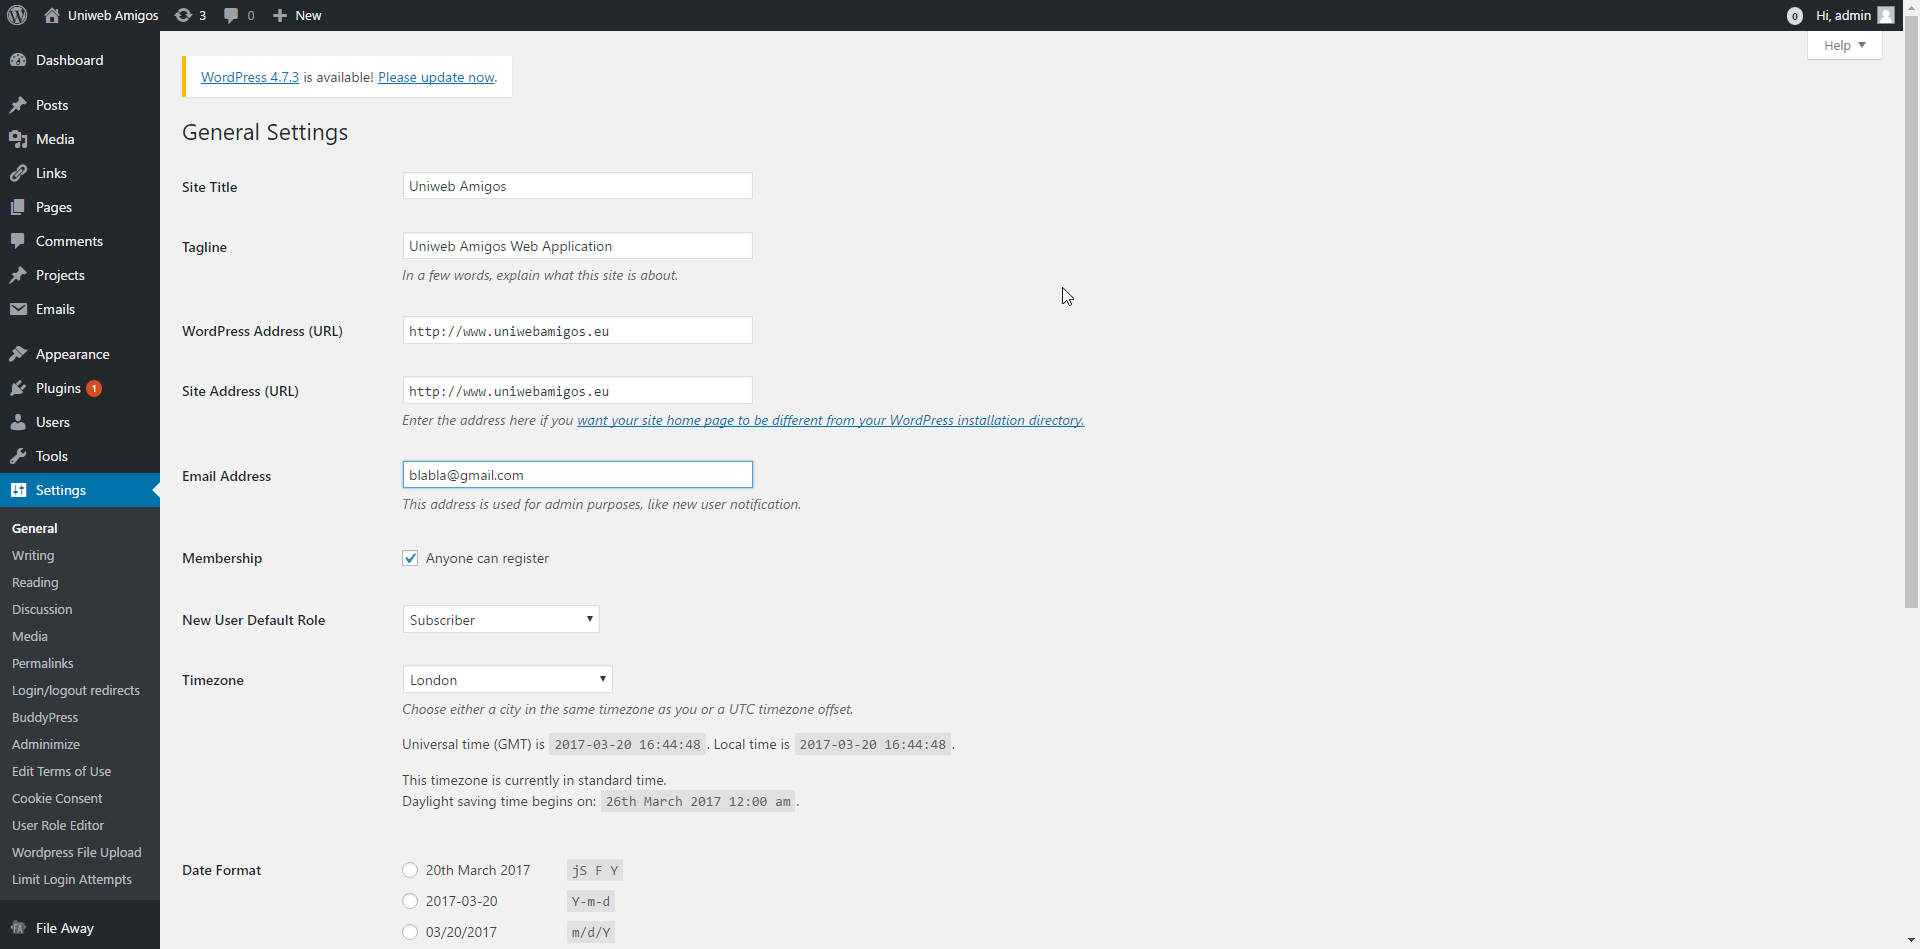 Uniweb Amigos 3 0 New 0 Hi, admin
Help
Dashboard
Posts
Media
Links
Pages
Comments
Projects
Emails
Appearance
Plugins 1
Users
Tools
Settings
General
Writing
Reading
Discussion
Media
Permalinks
Login/logout redirects
BuddyPress
Adminimize
Edit Terms of Use
Cookie Consent
User Role Editor
Wordpress File Upload
Limit Login Attempts
FA File Away
WordPress 4.7.3 is available! Please update now.
General Settings
Site Title Uniweb Amigos
Tagline Uniweb Amigos Web Application
In a few words, explain what this site is about.
WordPress Address (URL) http://www.uniwebamigos.eu
Site Address (URL) http://www.uniwebamigos.eu
Enter the address here if you want your site home page to be different from your WordPress installation directory.
Email Address blabla@gmail.com
This address is used for admin purposes, like new user notification.
Membership Anyone can register
New User Default Role Subscriber
Timezone London
Choose either a city in the same timezone as you or a UTC timezone offset.
Universal time (GMT) is 2017-03-20 16:44:48 . Local time is 2017-03-20 16:44:48 .
This timezone is currently in standard time.
Daylight saving time begins on: 26th March 2017 12:00 am .
Date Format 20th March 2017 jS F Y
2017-03-20 Y-m-d
03/20/2017 m/d/Y